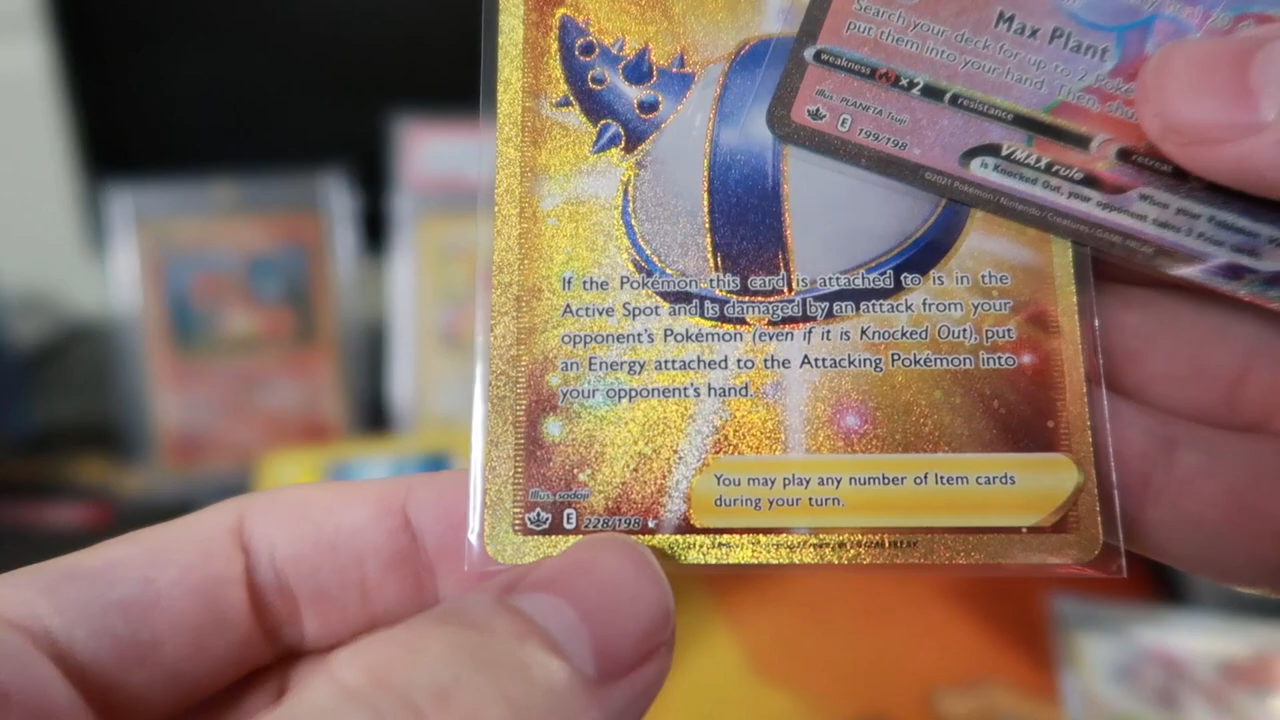 Max Plant
Search your deck for up to 2 Poké
put them into your hand. Then, shu
weakness ×2 resistance retreat
Illus. PLANETA Tsuji
E 199/198
VMAX rule
When your Pokémon
is Knocked Out, your opponent takes 3 Prize
©2021 Pokémon / Nintendo / Creatures / GAME FREAK
If the Pokémon this card is attached to is in the
Active Spot and is damaged by an attack from your
opponent's Pokémon (even if it is Knocked Out), put
an Energy attached to the Attacking Pokémon into
your opponent's hand.
You may play any number of Item cards
during your turn.
Illus. sadaji
E 228/198
GAME FREAK